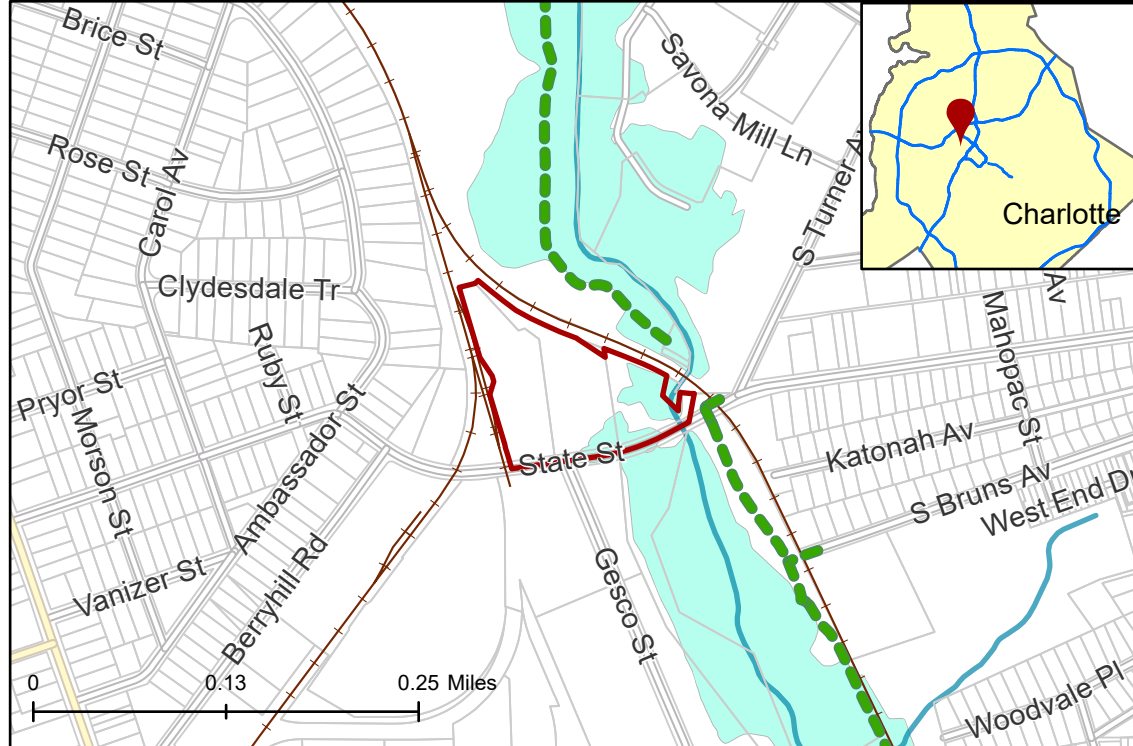 Brice St
Savona Mill Ln
Rose St
Carol Av
S Turner Av
Charlotte
Clydesdale Tr
Av
Mahopac St
Ruby St
Pryor St
Morson St
Ambassador St
State St
Katonah Av
S Bruns Av
West End Dr
Vanizer St
Berryhill Rd
Gesco St
Woodvale Pl
0 0.13 0.25 Miles